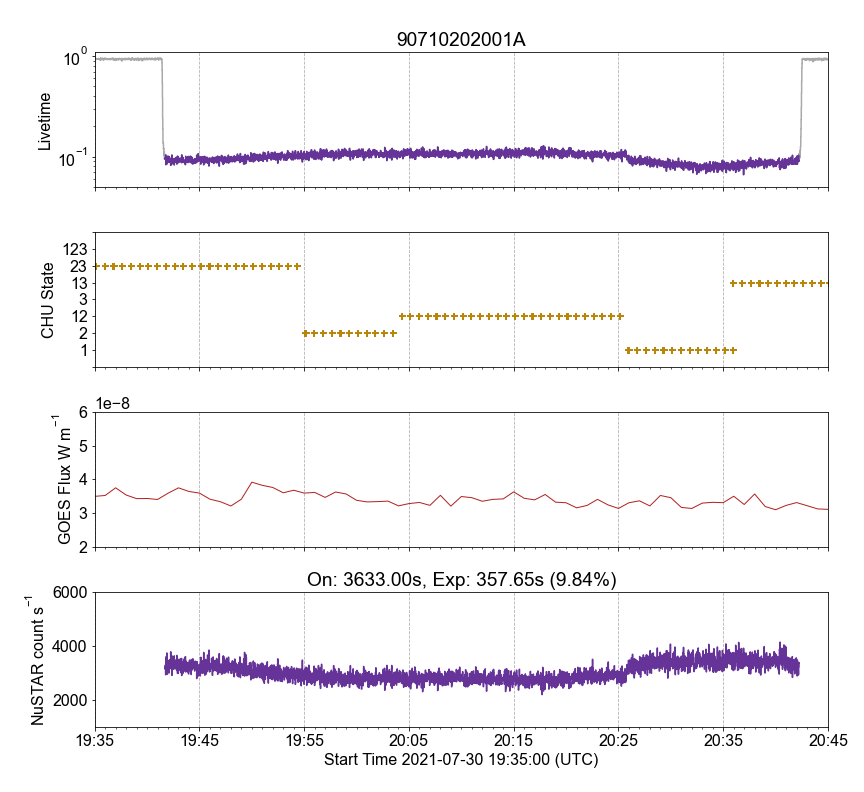 90710202001A
10^0
10^−1
Livetime
123
23
13
3
12
2
1
CHU State
1e−8
6
5
4
3
2
GOES Flux W m^−1
On: 3633.00s, Exp: 357.65s (9.84%)
6000
4000
2000
NuSTAR count s^−1
19:35 19:45 19:55 20:05 20:15 20:25 20:35 20:45
Start Time 2021-07-30 19:35:00 (UTC)